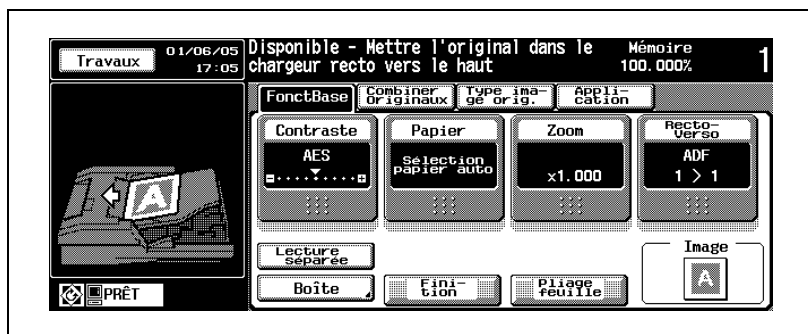 Travaux
01/06/05
17:05
Disponible - Mettre l'original dans le
chargeur recto vers le haut
Mémoire
100.000%
1
FonctBase
Combiner
Originaux
Type ima-
ge orig.
Appli-
cation
Contraste
AES
Papier
Sélection
papier auto
Zoom
x1.000
Recto-
Verso
ADF
1 > 1
A
Lecture
séparée
Boîte
Fini-
tion
Pliage
feuille
Image
A
PRÊT